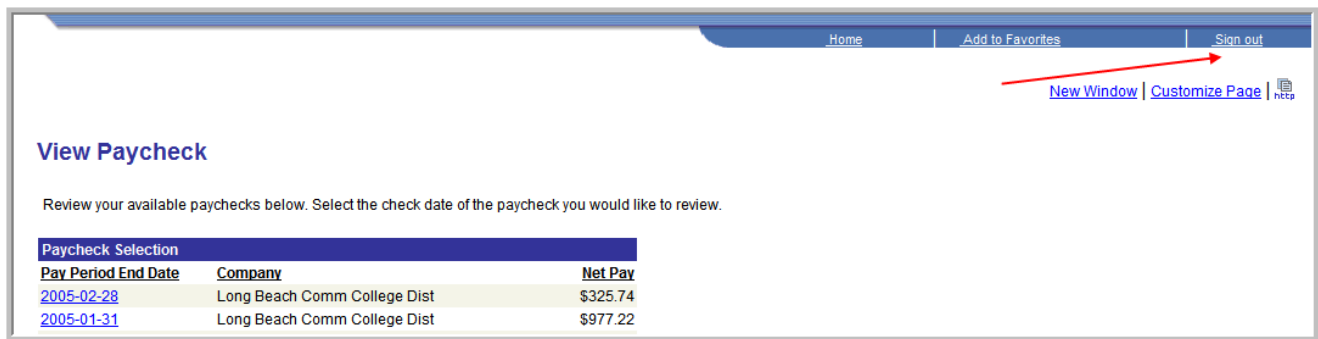 Home Add to Favorites Sign out
New Window | Customize Page | http
View Paycheck
Review your available paychecks below. Select the check date of the paycheck you would like to review.
Paycheck Selection
Pay Period End Date Company Net Pay
2005-02-28 Long Beach Comm College Dist $325.74
2005-01-31 Long Beach Comm College Dist $977.22